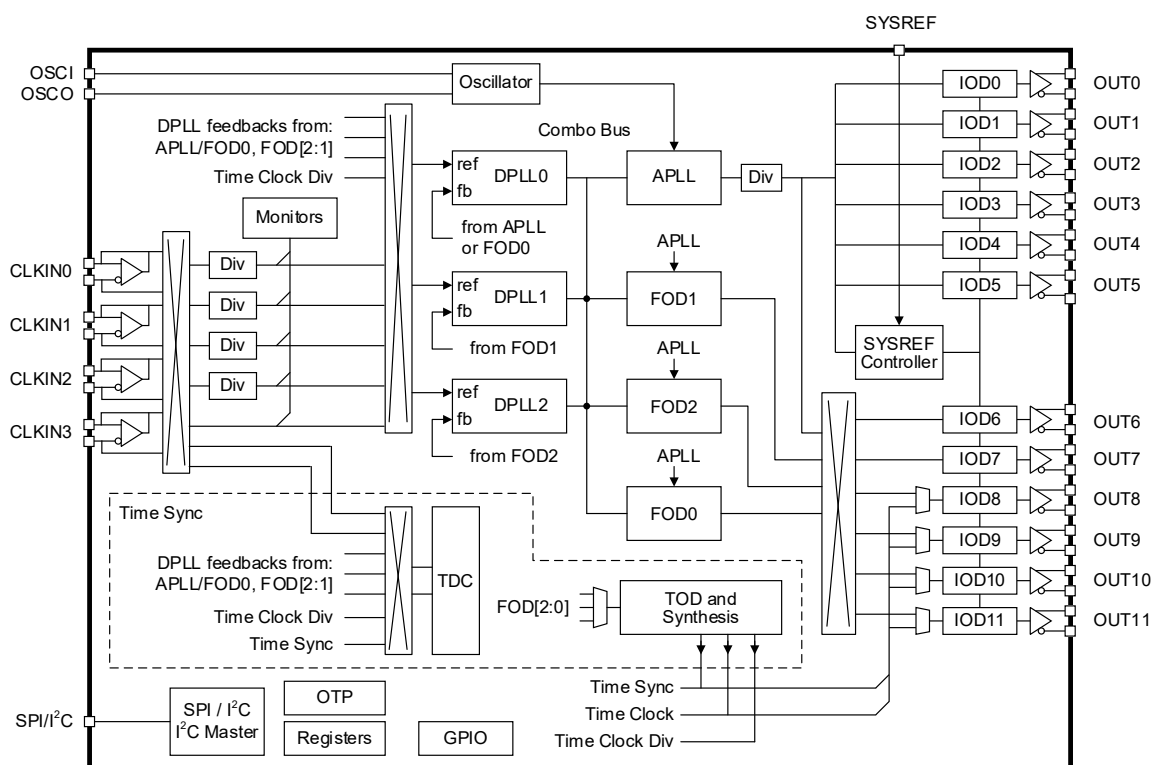 SYSREF
OSCI
OSCO
Oscillator
IOD0
OUT0
DPLL feedbacks from:
APLL/FOD0, FOD[2:1]
Time Clock Div
Combo Bus
IOD1
OUT1
ref
fb
DPLL0
APLL
Div
IOD2
OUT2
Monitors
from APLL
or FOD0
IOD3
OUT3
APLL
IOD4
OUT4
CLKIN0
Div
ref
fb
DPLL1
FOD1
IOD5
OUT5
CLKIN1
Div
from FOD1
APLL
SYSREF
Controller
Div
CLKIN2
Div
ref
fb
DPLL2
FOD2
CLKIN3
from FOD2
APLL
IOD6
OUT6
IOD7
OUT7
Time Sync
FOD0
IOD8
OUT8
IOD9
OUT9
DPLL feedbacks from:
APLL/FOD0, FOD[2:1]
TDC
Time Clock Div
Time Sync
FOD[2:0]
TOD and
Synthesis
IOD10
OUT10
IOD11
OUT11
Time Sync
Time Clock
Time Clock Div
SPI/I²C
SPI / I²C
I²C Master
OTP
Registers
GPIO